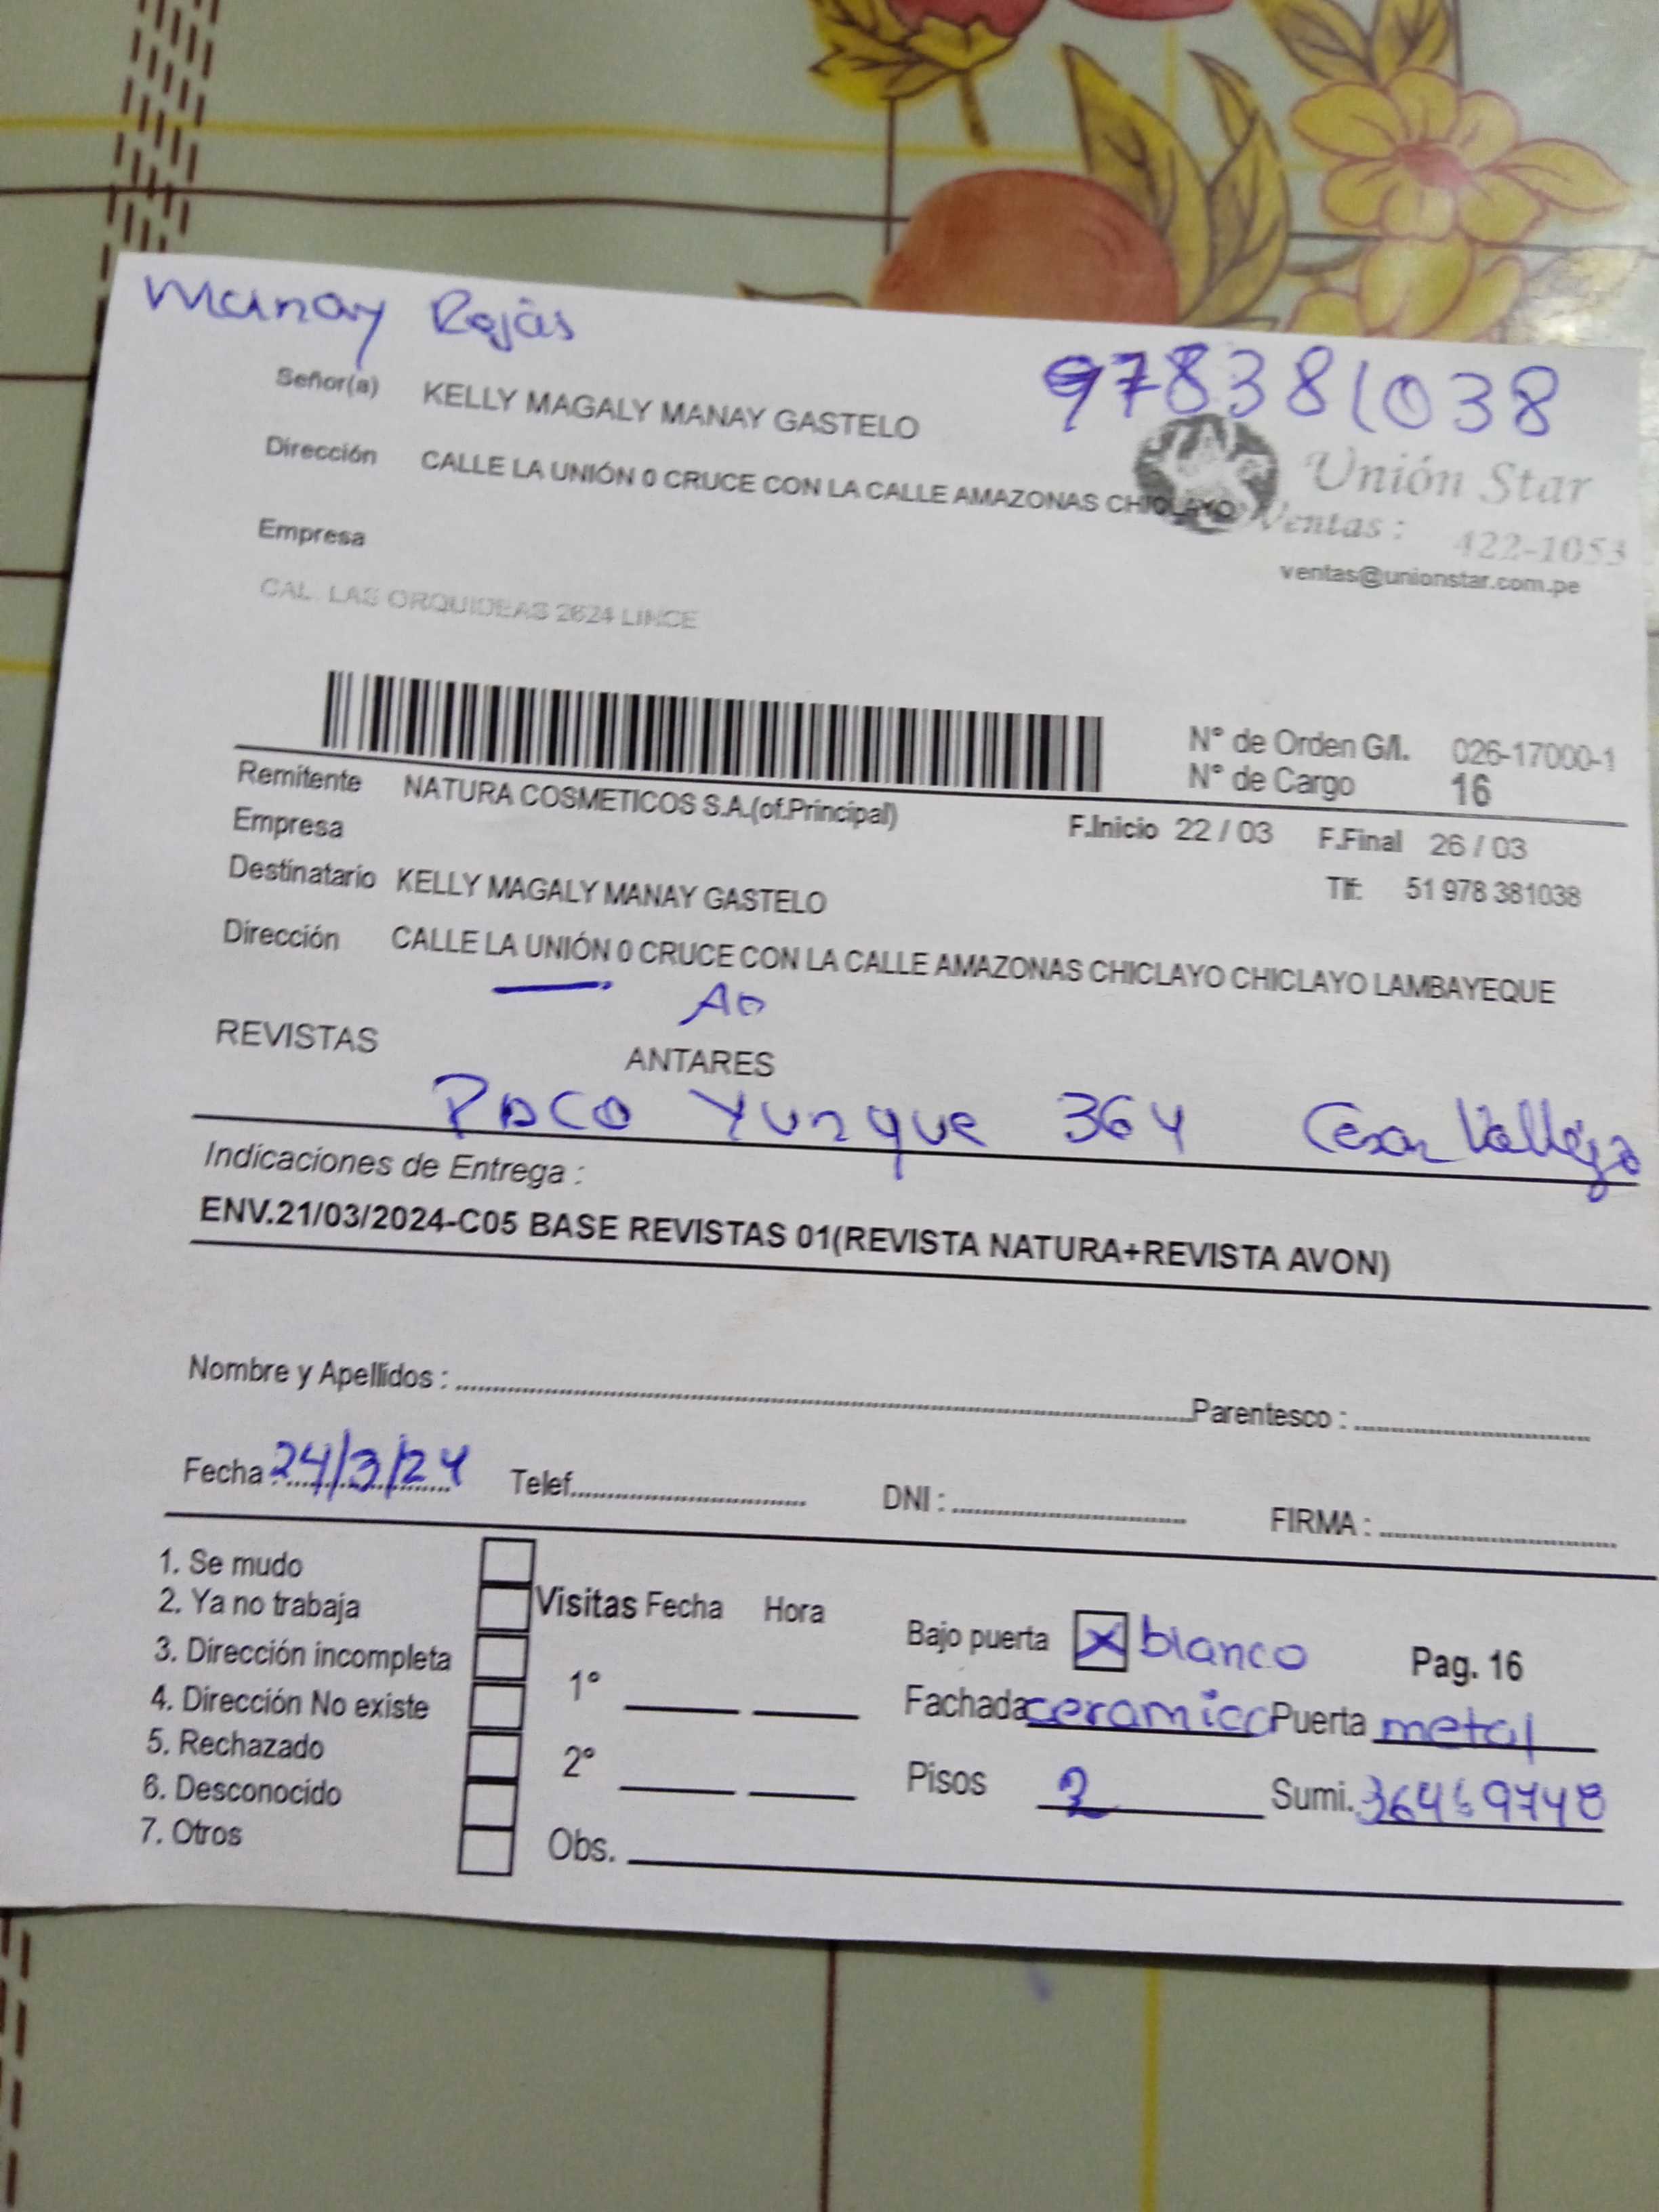 Manay Rojas
978381038
Señor(a) KELLY MAGALY MANAY GASTELO
Dirección CALLE LA UNIÓN 0 CRUCE CON LA CALLE AMAZONAS CHICLAYO
Unión Star
Ventas : 422-1053
ventas@unionstar.com.pe
Empresa
CAL. LAS ORQUIDEAS 2624 LINCE
N° de Orden G/I. 026-17000-1
N° de Cargo 16
Remitente NATURA COSMETICOS S.A.(of.Principal)
Empresa F.Inicio 22 / 03 F.Final 26 / 03
Destinatario KELLY MAGALY MANAY GASTELO Tlf: 51 978 381038
Dirección CALLE LA UNIÓN 0 CRUCE CON LA CALLE AMAZONAS CHICLAYO CHICLAYO LAMBAYEQUE
REVISTAS ANTARES
Paco Yunque 364 Cesar Vallejo
Indicaciones de Entrega :
ENV.21/03/2024-C05 BASE REVISTAS 01(REVISTA NATURA+REVISTA AVON)
Nombre y Apellidos : Parentesco :
Fecha : 24/3/24 Telef. DNI : FIRMA :
1. Se mudo
2. Ya no trabaja
3. Dirección incompleta
4. Dirección No existe
5. Rechazado
6. Desconocido
7. Otros
Visitas Fecha Hora
1°
2°
Obs.
Bajo puerta X blanco Pag. 16
Fachada ceramico Puerta metal
Pisos 2 Sumi.